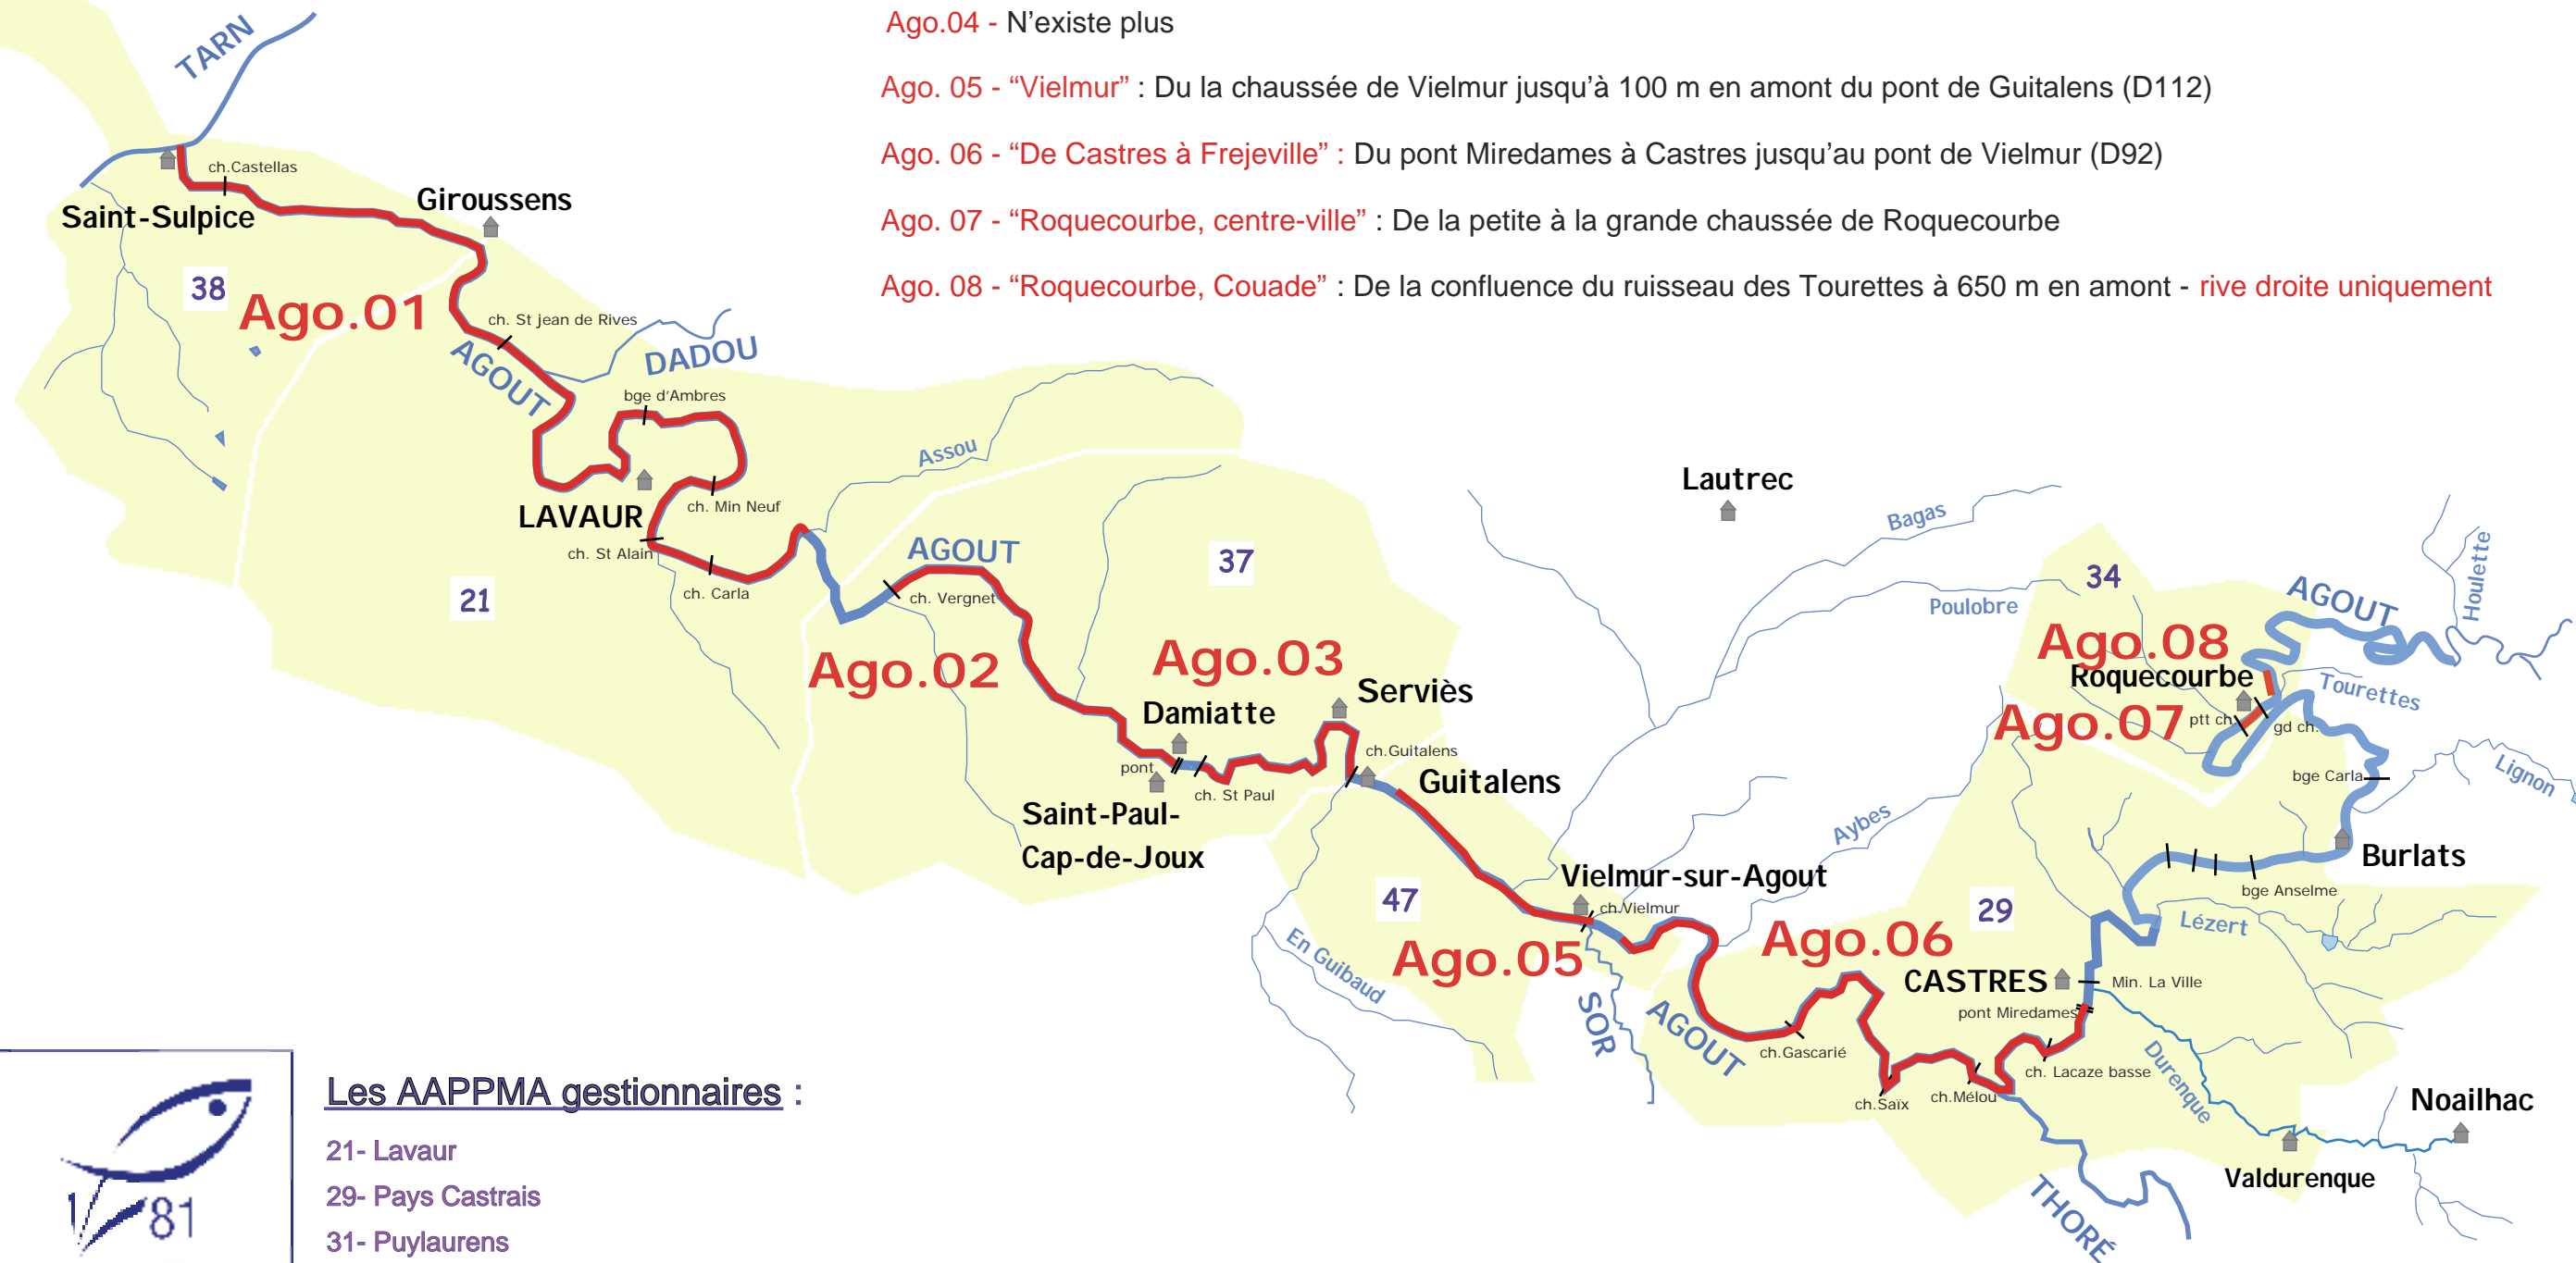 Ago.04 - N'existe plus
Ago. 05 - “Vielmur” : Du la chaussée de Vielmur jusqu'à 100 m en amont du pont de Guitalens (D112)
Ago. 06 - “De Castres à Frejeville” : Du pont Miredames à Castres jusqu'au pont de Vielmur (D92)
Ago. 07 - “Roquecourbe, centre-ville” : De la petite à la grande chaussée de Roquecourbe
Ago. 08 - “Roquecourbe, Couade” : De la confluence du ruisseau des Tourettes à 650 m en amont - rive droite uniquement
TARN
ch.Castellas
Saint-Sulpice
Giroussens
38
Ago.01
ch. St jean de Rives
AGOUT
DADOU
bge d'Ambres
LAVAUR
ch. Min Neuf
ch. St Alain
ch. Carla
21
Assou
AGOUT
ch. Vergnet
37
Ago.02
Ago.03
Damiatte
Serviès
pont
ch. St Paul
Saint-Paul-
Cap-de-Joux
ch.Guitalens
Guitalens
Lautrec
Bagas
Poulobre
Aybes
34
AGOUT
Houlette
Ago.08
Roquecourbe
Tourettes
Ago.07
ptt ch.
gd ch.
bge Carla
Lignon
Burlats
bge Anselme
Vielmur-sur-Agout
ch.Vielmur
47
Ago.05
En Guibaud
SOR
AGOUT
Ago.06
29
Lézert
CASTRES
Min. La Ville
pont Miredames
ch.Gascarié
ch. Lacaze basse
ch.Saïx
ch.Mélou
Durenque
Noailhac
Valdurenque
THORÉ
81
Les AAPPMA gestionnaires :
21- Lavaur
29- Pays Castrais
31- Puylaurens